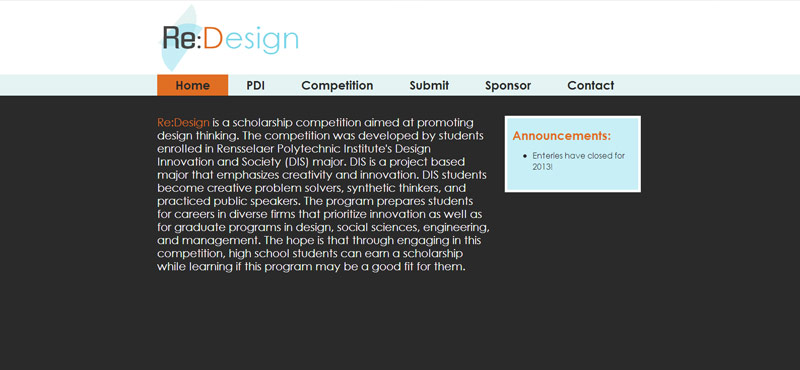 Re:Design
Home PDI Competition Submit Sponsor Contact
Re:Design is a scholarship competition aimed at promoting
design thinking. The competition was developed by students
enrolled in Rensselaer Polytechnic Institute's Design
Innovation and Society (DIS) major. DIS is a project based
major that emphasizes creativity and innovation. DIS students
become creative problem solvers, synthetic thinkers, and
practiced public speakers. The program prepares students
for careers in diverse firms that prioritize innovation as well as
for graduate programs in design, social sciences, engineering,
and management. The hope is that through engaging in this
competition, high school students can earn a scholarship
while learning if this program may be a good fit for them.
Announcements:
• Enteries have closed for
2013!